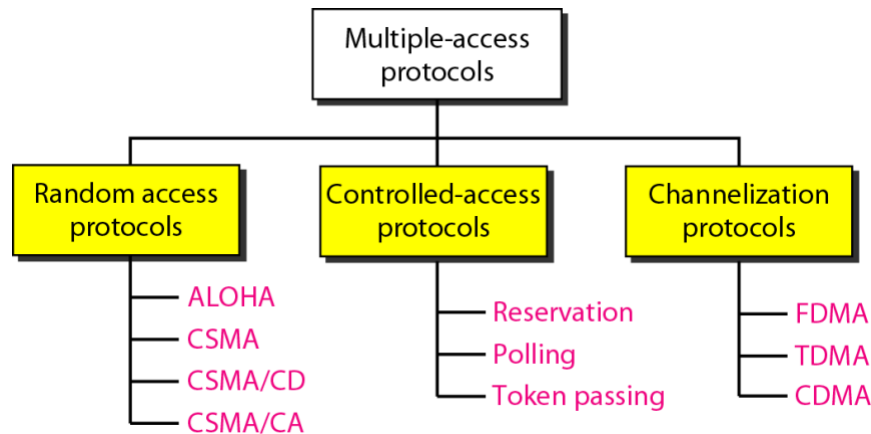 Multiple-access
protocols
Random access
protocols
Controlled-access
protocols
Channelization
protocols
ALOHA
CSMA
CSMA/CD
CSMA/CA
Reservation
Polling
Token passing
FDMA
TDMA
CDMA